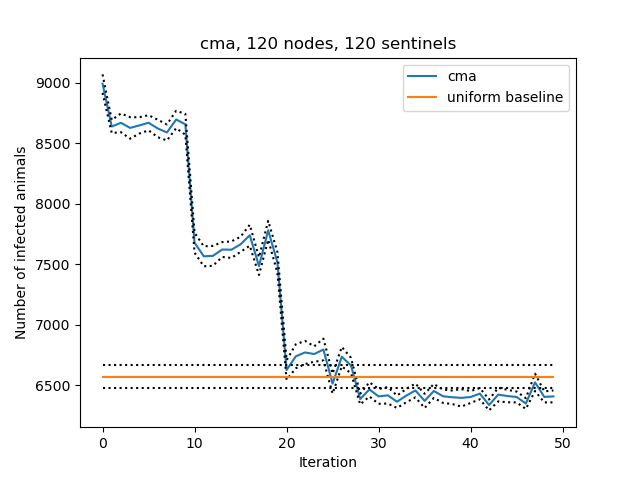 cma, 120 nodes, 120 sentinels
cma
uniform baseline
Number of infected animals
9000
8500
8000
7500
7000
6500
0 10 20 30 40 50
Iteration